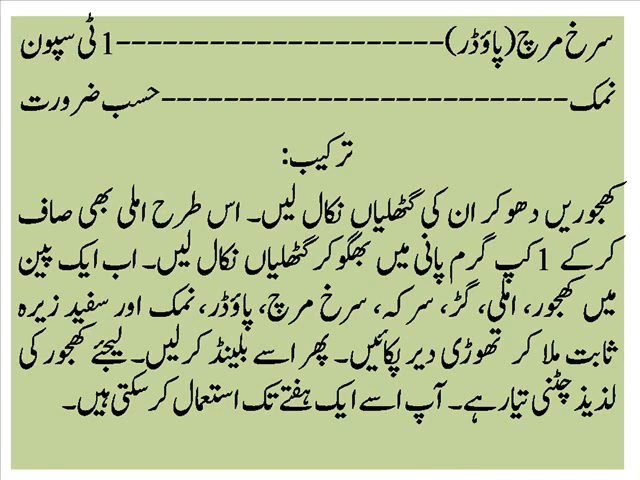 سرخ مرچ(پاؤڈر)---------------------1 ٹی سپون
نمک--------------------------حسب ضرورت
ترکیب:
کھجوریں دھو کر ان کی گٹھلیاں نکال لیں۔ اس طرح املی بھی صاف
کر کے 1 کپ گرم پانی میں بھگو کر گٹھلیاں نکال لیں۔ اب ایک پین
میں کھجور، املی، گڑ، سرکہ، سرخ مرچ، پاؤڈر، نمک اور سفید زیرہ
ثابت ملا کر تھوڑی دیر پکائیں۔ پھر اسے بلینڈ کر لیں۔ لیجئے کھجور کی
لذیذ چٹنی تیار ہے۔ آپ اسے ایک ہفتے تک استعمال کر سکتی ہیں۔